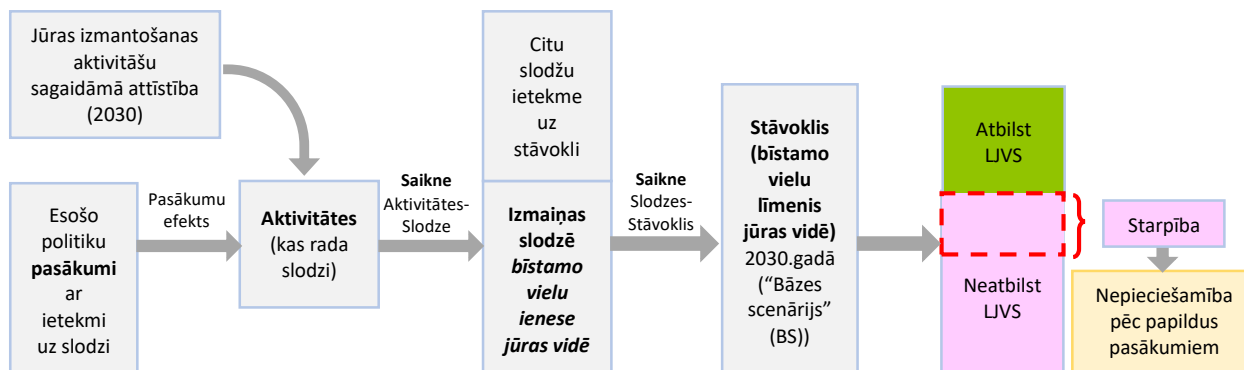 Jūras izmantošanas
aktivitāšu
sagaidāmā attīstība
(2030)
Esošo
politiku
pasākumi
ar
ietekmi
uz slodzi
Pasākumu
efekts
Aktivitātes
(kas rada
slodzi)
Saikne
Aktivitātes-
Slodze
Citu
slodžu
ietekme
uz
stāvokli
Izmaiņas
slodzē
bīstamo
vielu
ienese
jūras vidē
Saikne
Slodzes-
Stāvoklis
Stāvoklis
(bīstamo
vielu
līmenis
jūras vidē)
2030.gadā
(“Bāzes
scenārijs”
(BS))
Atbilst
LJVS
Neatbilst
LJVS
Starpība
Nepieciešamība
pēc papildus
pasākumiem